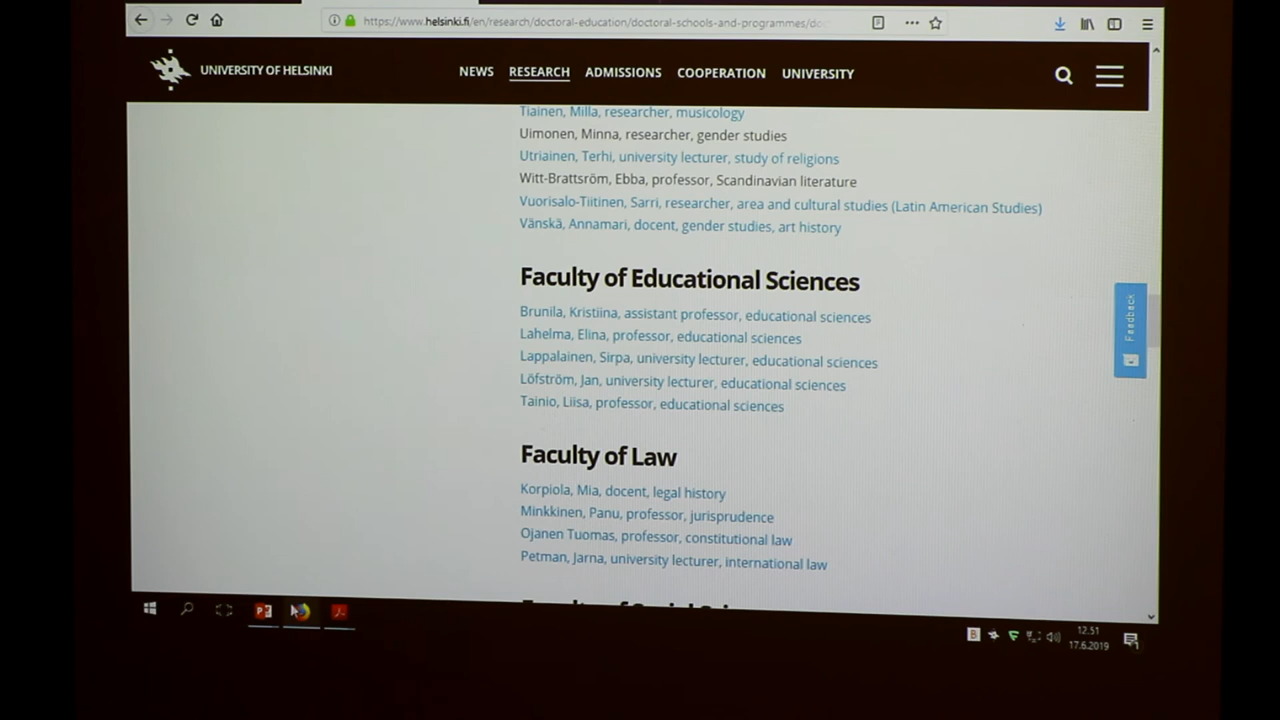 https://www.helsinki.fi/en/research/doctoral-education/doctoral-schools-and-programmes/do
UNIVERSITY OF HELSINKI
NEWS RESEARCH ADMISSIONS COOPERATION UNIVERSITY
Tiainen, Milla, researcher, musicology
Uimonen, Minna, researcher, gender studies
Utriainen, Terhi, university lecturer, study of religions
Witt-Brattsröm, Ebba, professor, Scandinavian literature
Vuorisalo-Tiitinen, Sarri, researcher, area and cultural studies (Latin American Studies)
Vänskä, Annamari, docent, gender studies, art history
Faculty of Educational Sciences
Brunila, Kristiina, assistant professor, educational sciences
Lahelma, Elina, professor, educational sciences
Lappalainen, Sirpa, university lecturer, educational sciences
Löfström, Jan, university lecturer, educational sciences
Tainio, Liisa, professor, educational sciences
Feedback
Faculty of Law
Korpiola, Mia, docent, legal history
Minkkinen, Panu, professor, jurisprudence
Ojanen Tuomas, professor, constitutional law
Petman, Jarna, university lecturer, international law
B
12.51
17.6.2019